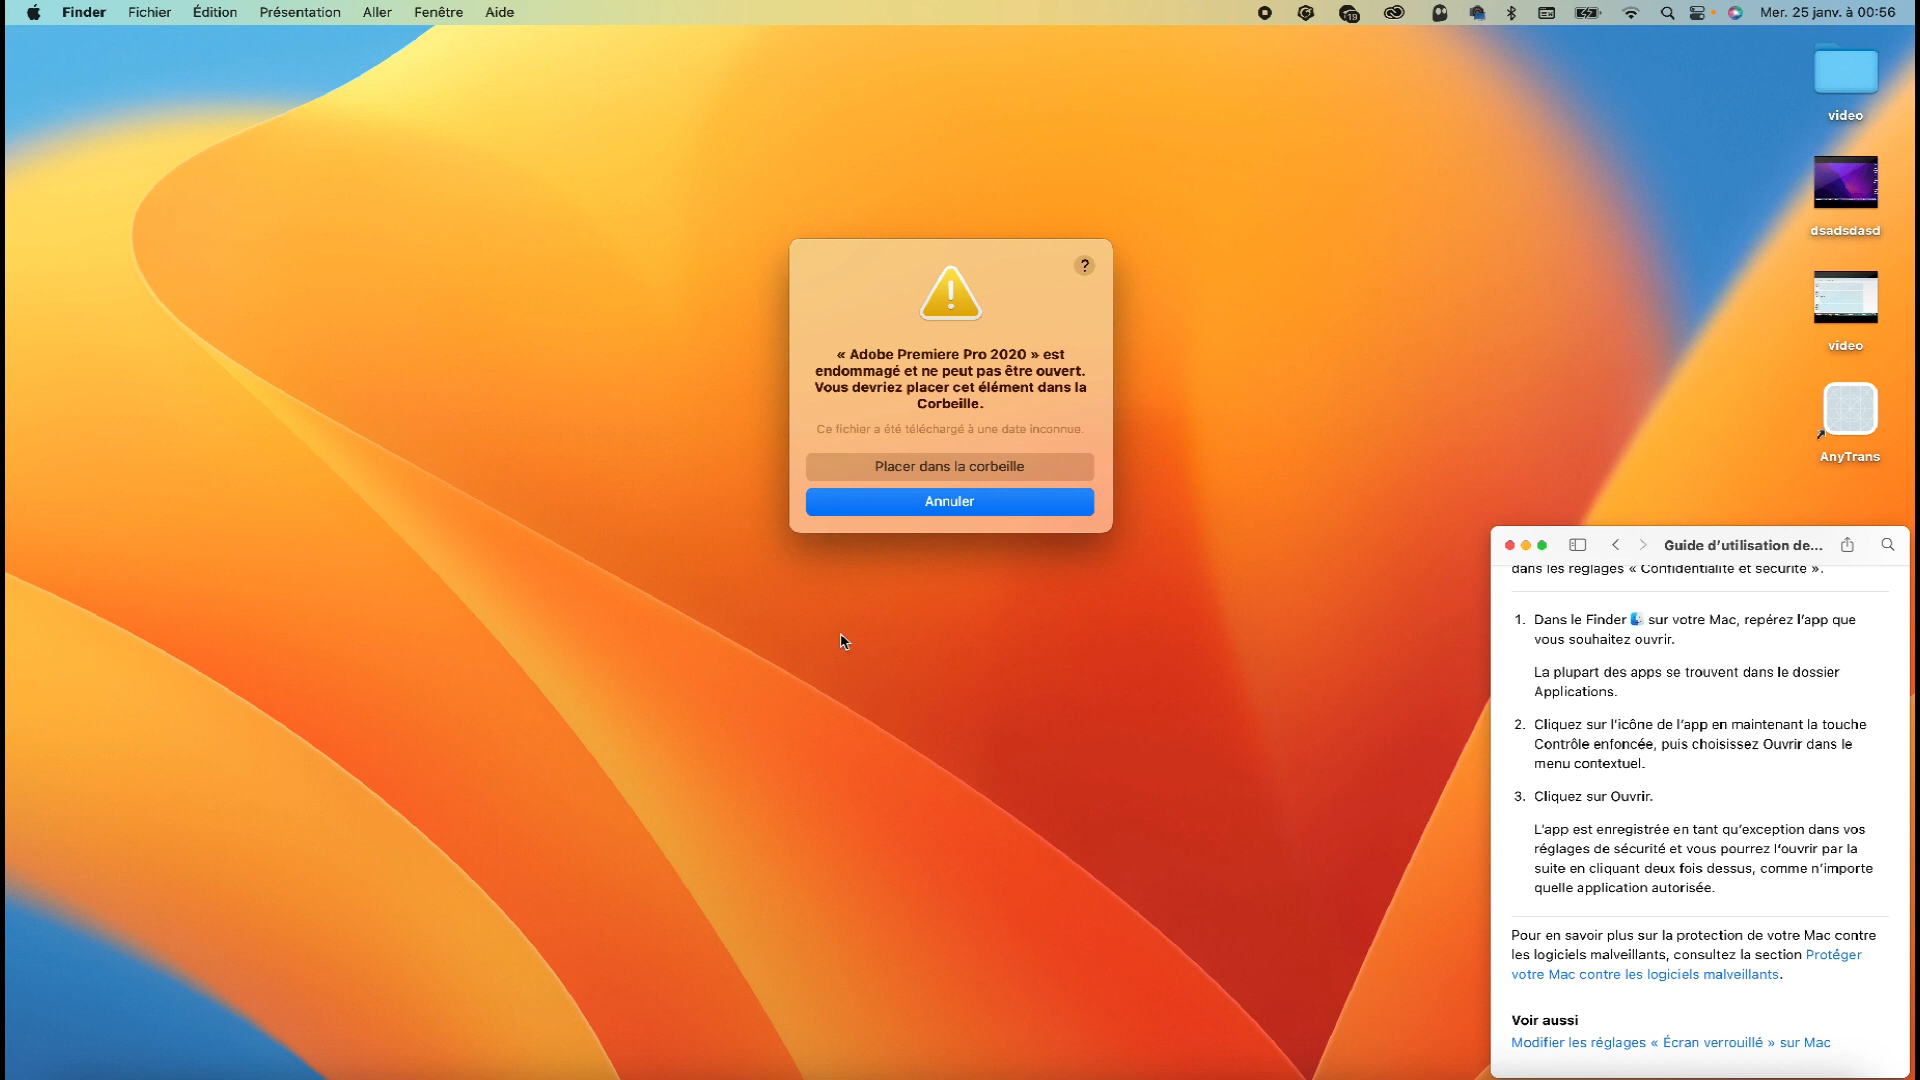 Finder Fichier Édition Présentation Aller Fenêtre Aide
19
Mer. 25 janv. à 00:56
video
dsadsdasd
video
AnyTrans
?
« Adobe Premiere Pro 2020 » est
endommagé et ne peut pas être ouvert.
Vous devriez placer cet élément dans la
Corbeille.
Ce fichier a été téléchargé à une date inconnue.
Placer dans la corbeille
Annuler
Guide d'utilisation de...
dans les réglages « Confidentialité et sécurité ».
1. Dans le Finder sur votre Mac, repérez l'app que
vous souhaitez ouvrir.
La plupart des apps se trouvent dans le dossier
Applications.
2. Cliquez sur l'icône de l'app en maintenant la touche
Contrôle enfoncée, puis choisissez Ouvrir dans le
menu contextuel.
3. Cliquez sur Ouvrir.
L'app est enregistrée en tant qu'exception dans vos
réglages de sécurité et vous pourrez l'ouvrir par la
suite en cliquant deux fois dessus, comme n'importe
quelle application autorisée.
Pour en savoir plus sur la protection de votre Mac contre
les logiciels malveillants, consultez la section Protéger
votre Mac contre les logiciels malveillants.
Voir aussi
Modifier les réglages « Écran verrouillé » sur Mac